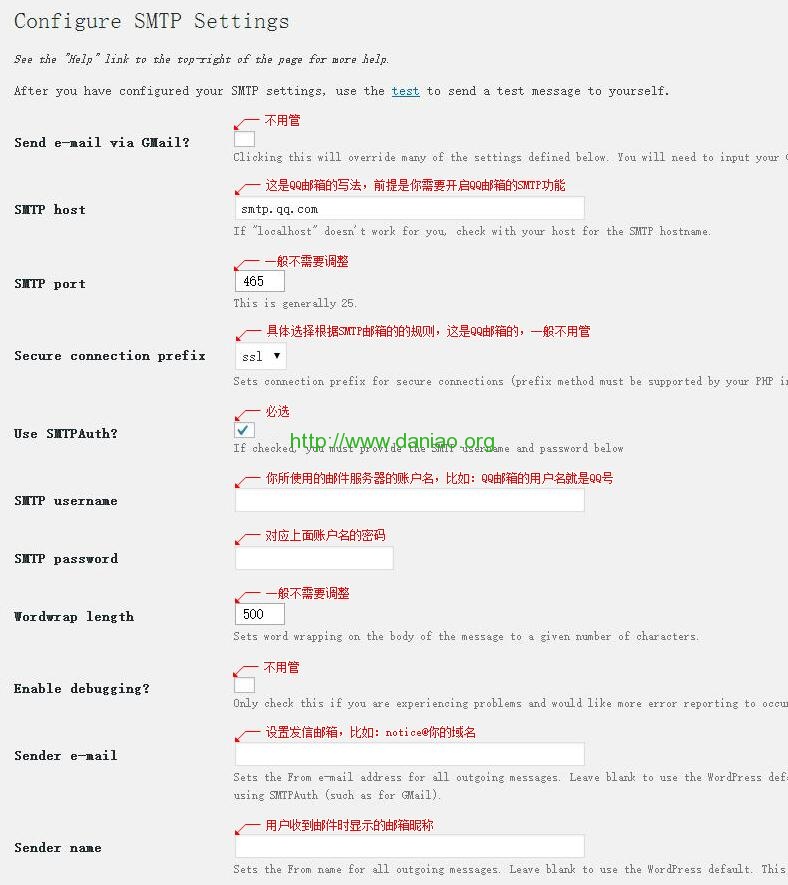 Configure SMTP Settings
See the "Help" link to the top-right of the page for more help.
After you have configured your SMTP settings, use the test to send a test message to yourself.
不用管
Send e-mail via GMail?
Clicking this will override many of the settings defined below. You will need to input your
这是QQ邮箱的写法，前提是你需要开启QQ邮箱的SMTP功能
SMTP host
smtp.qq.com
If "localhost" doesn't work for you, check with your host for the SMTP hostname.
一般不需要调整
SMTP port
465
This is generally 25.
具体选择根据SMTP邮箱的的规则，这是QQ邮箱的，一般不用管
Secure connection prefix
ssl
Sets connection prefix for secure connections (prefix method must be supported by your PHP
必选
Use SMTPAuth?
http://www.daniao.org
If checked, you must provide the SMTP username and password below
你所使用的邮件服务器的账户名，比如：QQ邮箱的用户名就是QQ号
SMTP username
对应上面账户名的密码
SMTP password
一般不需要调整
Wordwrap length
500
Sets word wrapping on the body of the message to a given number of characters.
不用管
Enable debugging?
Only check this if you are experiencing problems and would like more error reporting to
设置发信邮箱，比如：notice@你的域名
Sender e-mail
Sets the From e-mail address for all outgoing messages. Leave blank to use the WordPress
using SMTPAuth (such as for GMail).
用户收到邮件时显示的邮箱昵称
Sender name
Sets the From name for all outgoing messages. Leave blank to use the WordPress default. This